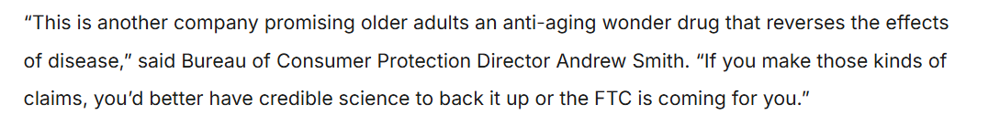 “This is another company promising older adults an anti-aging wonder drug that reverses the effects
of disease,” said Bureau of Consumer Protection Director Andrew Smith. “If you make those kinds of
claims, you’d better have credible science to back it up or the FTC is coming for you.”